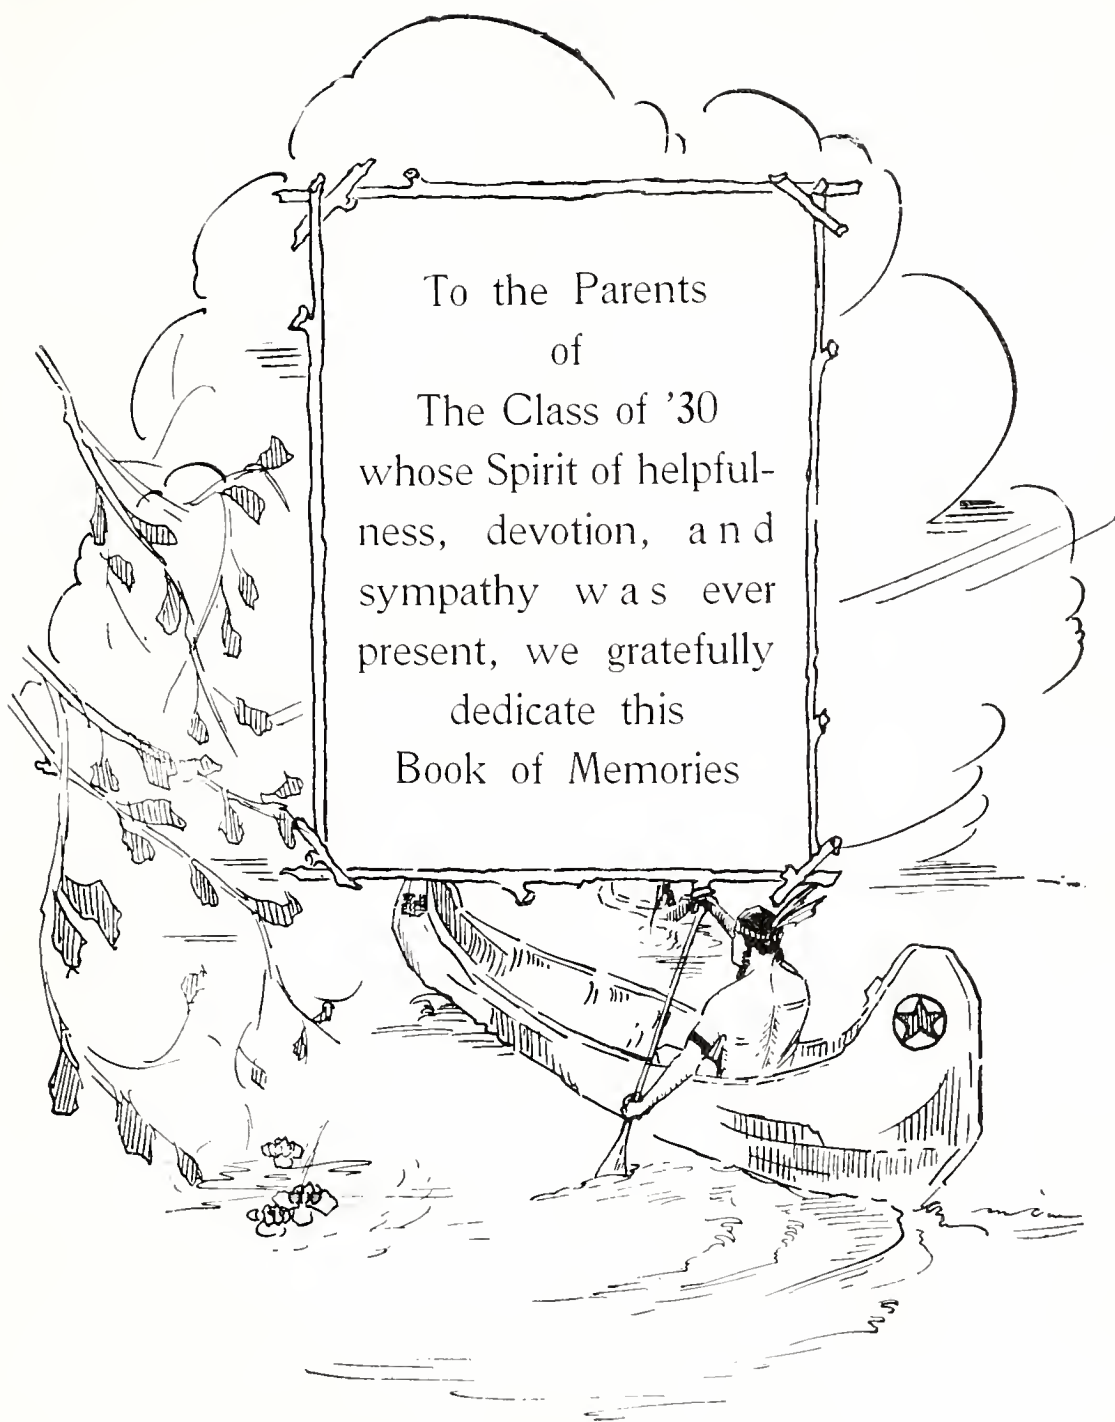 To the Parents
of
The Class of ’30
whose Spirit of helpful-
ness, devotion, and
sympathy was ever
present, we gratefully
dedicate this
Book of Memories